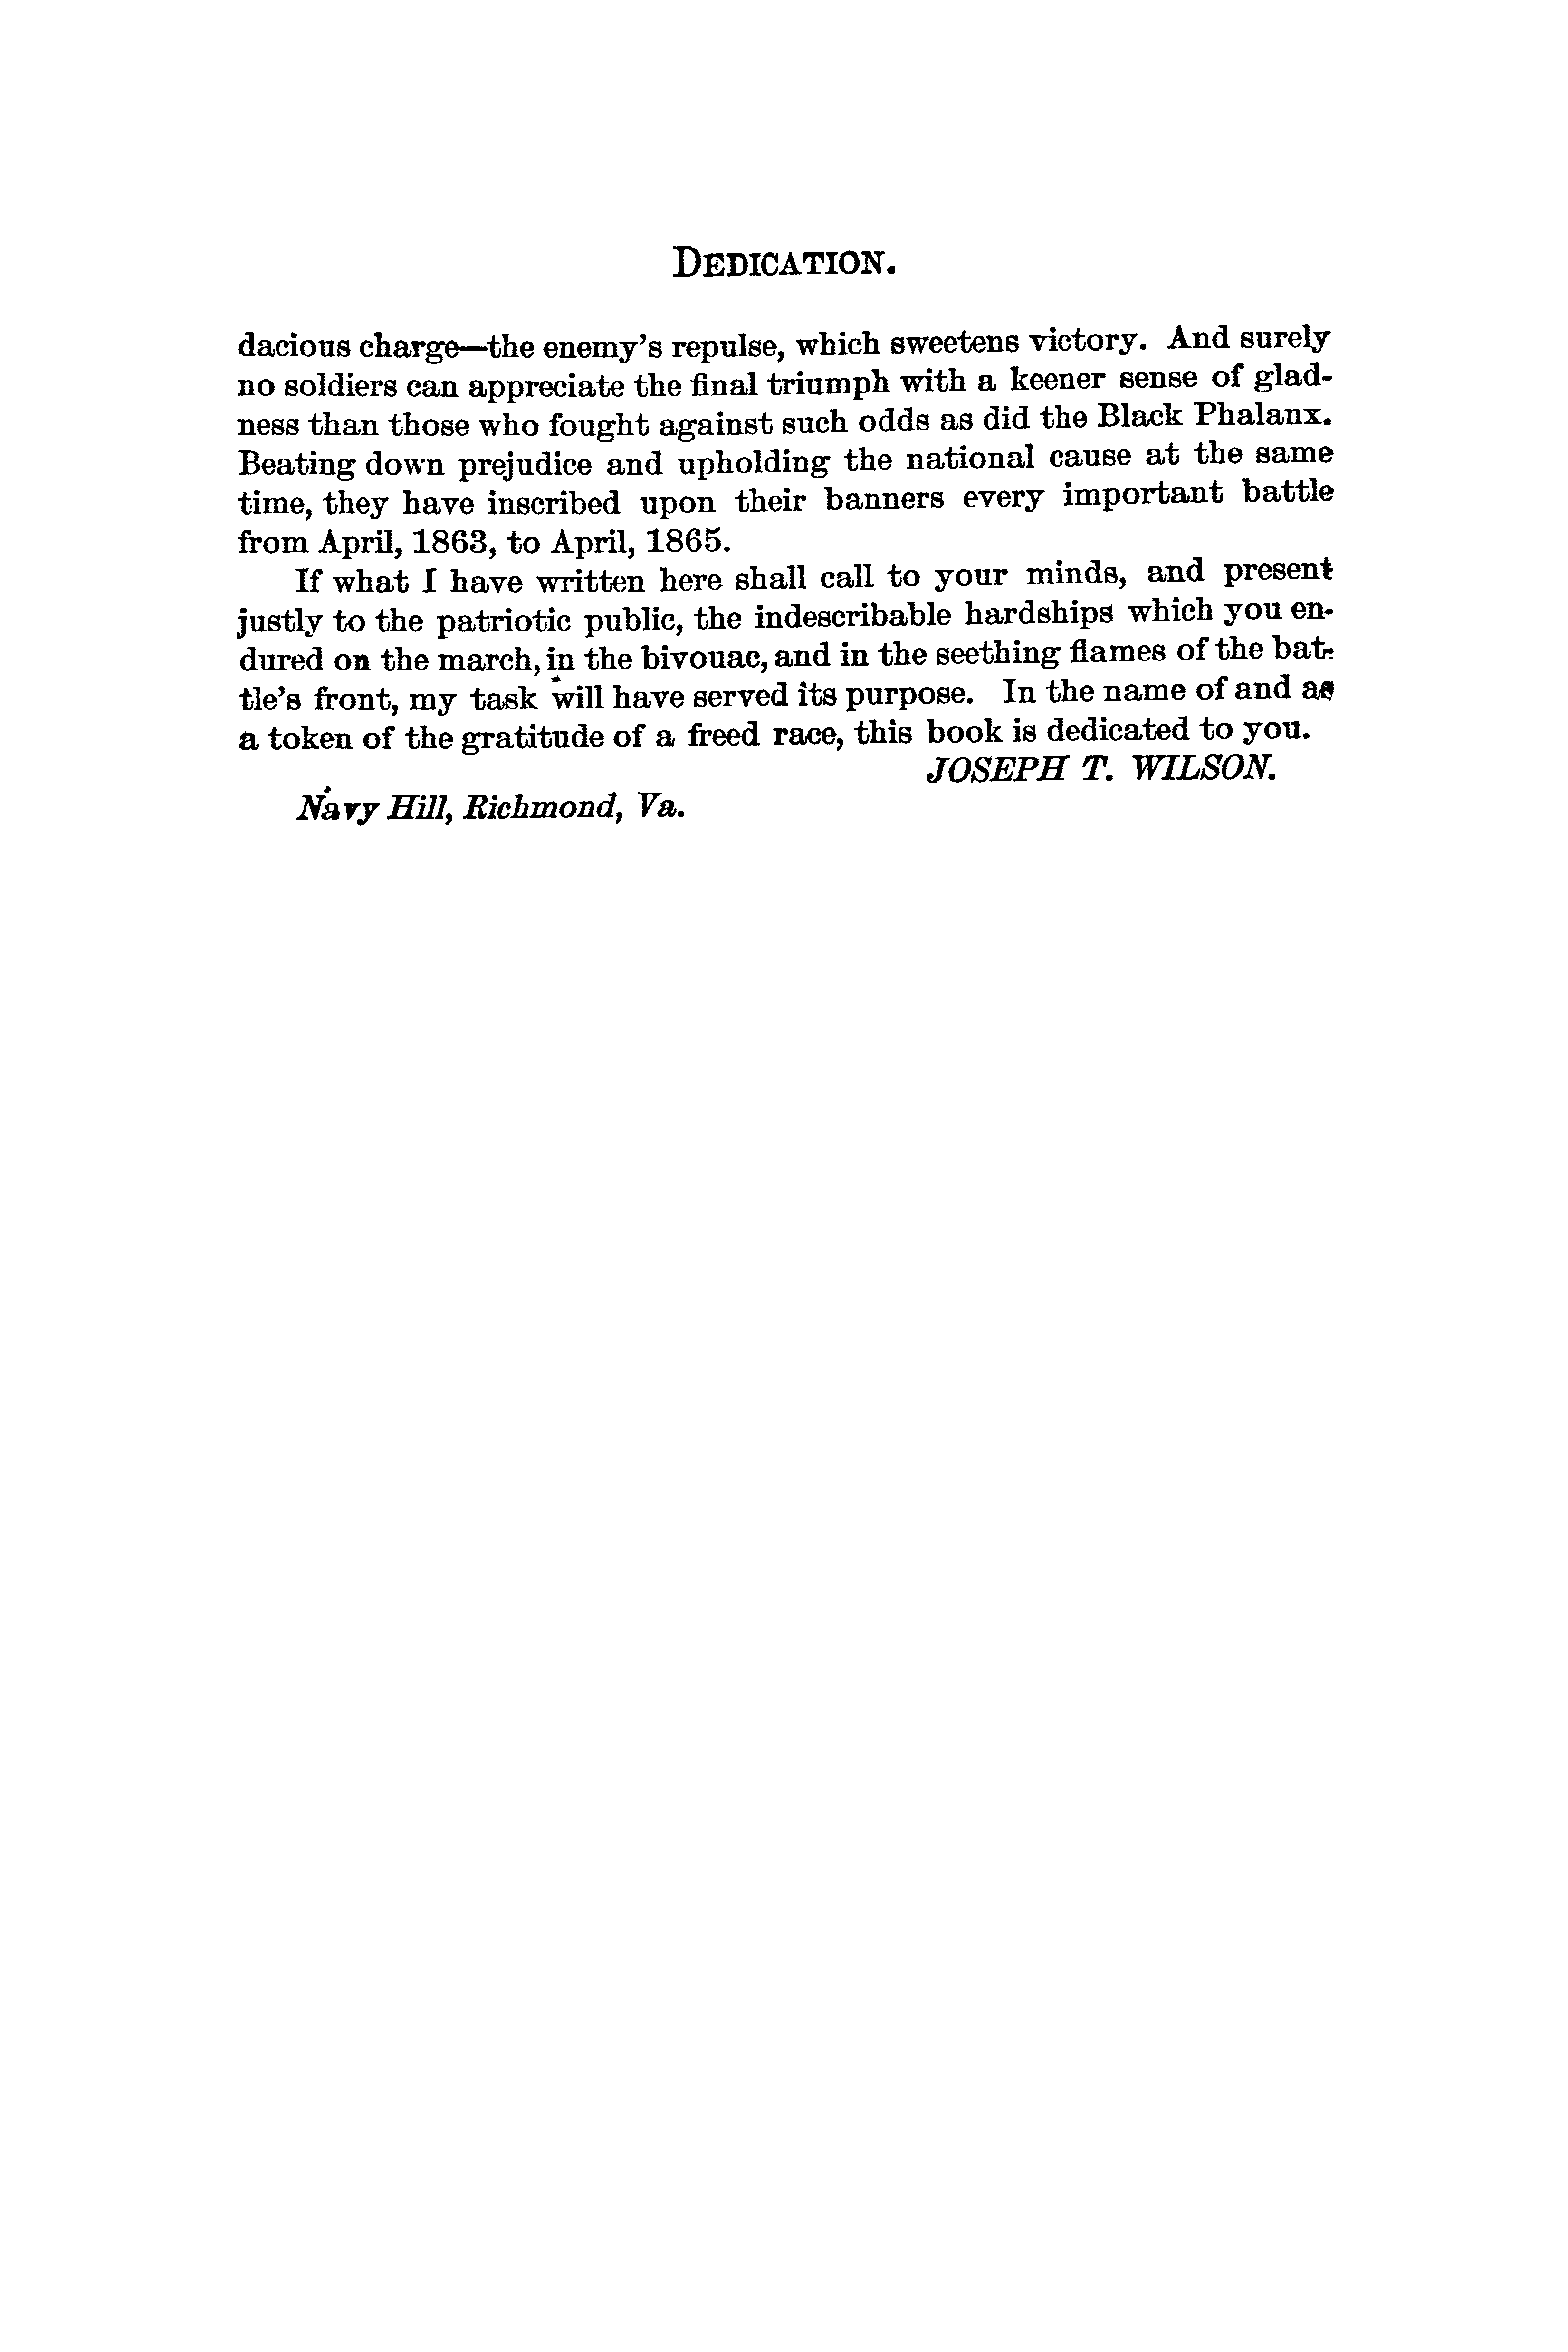 DEDICATION.
dacious charge—the enemy's repulse, which sweetens victory. And surely
no soldiers can appreciate the final triumph with a keener sense of glad-
ness than those who fought against such odds as did the Black Phalanx.
Beating down prejudice and upholding the national cause at the same
time, they have inscribed upon their banners every important battle
from April, 1863, to April, 1865.
If what I have written here shall call to your minds, and present
justly to the patriotic public, the indescribable hardships which you en-
dured on the march, in the bivouac, and in the seething flames of the bat-
tle's front, my task will have served its purpose. In the name of and as
a token of the gratitude of a freed race, this book is dedicated to you.
JOSEPH T. WILSON.
Navy Hill, Richmond, Va.